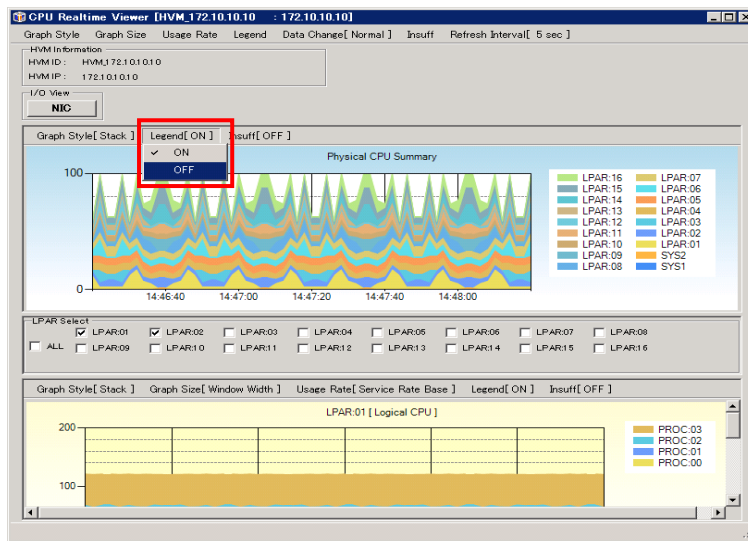 CPU Realtime Viewer [HVM_172.10.10.10 : 172.10.10.10]
Graph Style Graph Size Usage Rate Legend Data Change[ Normal ] Insuff Refresh Interval[ 5 sec ]
HVM Information
HVM ID : HVM_172.10.10.10
HVM IP : 172.10.10.10
I/O View
NIC
Graph Style[ Stack ] Legend[ ON ] Insuff[ OFF ]
ON
OFF
Physical CPU Summary
100
0
14:46:40 14:47:00 14:47:20 14:47:40 14:48:00
LPAR:16 LPAR:07
LPAR:15 LPAR:06
LPAR:14 LPAR:05
LPAR:13 LPAR:04
LPAR:12 LPAR:03
LPAR:11 LPAR:02
LPAR:10 LPAR:01
LPAR:09 SYS2
LPAR:08 SYS1
LPAR Select
LPAR:01 LPAR:02 LPAR:03 LPAR:04 LPAR:05 LPAR:06 LPAR:07 LPAR:08
ALL LPAR:09 LPAR:10 LPAR:11 LPAR:12 LPAR:13 LPAR:14 LPAR:15 LPAR:16
Graph Style[ Stack ] Graph Size[ Window Width ] Usage Rate[ Service Rate Base ] Legend[ ON ] Insuff[ OFF ]
LPAR:01 [ Logical CPU ]
200
100
PROC:03
PROC:02
PROC:01
PROC:00